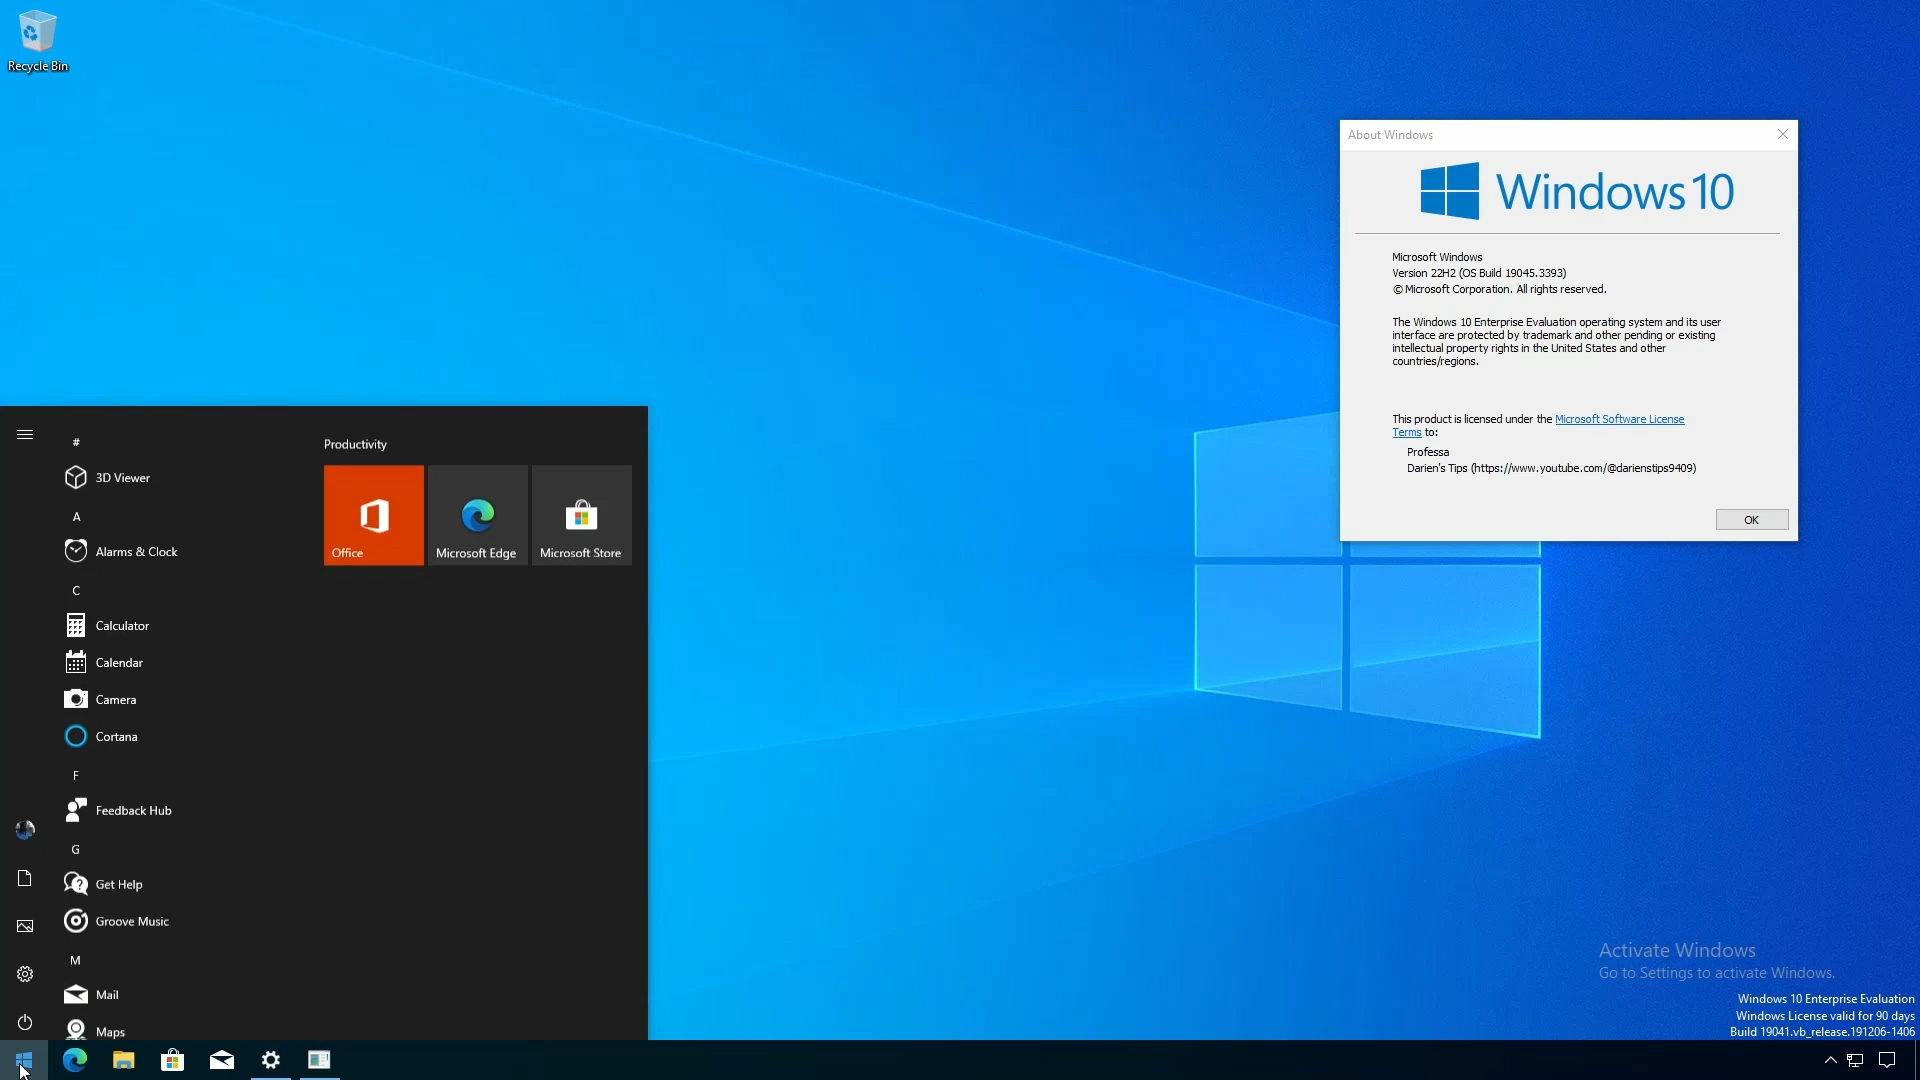 Recycle Bin
About Windows
Windows 10
Microsoft Windows
Version 22H2 (OS Build 19045.3393)
© Microsoft Corporation. All rights reserved.
The Windows 10 Enterprise Evaluation operating system and its user
interface are protected by trademark and other pending or existing
intellectual property rights in the United States and other
countries/regions.
This product is licensed under the Microsoft Software License
Terms to:
Professa
Darien's Tips (https://www.youtube.com/@darienstips9409)
OK
#
3D Viewer
A
Alarms & Clock
C
Calculator
Calendar
Camera
Cortana
F
Feedback Hub
G
Get Help
Groove Music
M
Mail
Maps
Productivity
Office
Microsoft Edge
Microsoft Store
Activate Windows
Go to Settings to activate Windows.
Windows 10 Enterprise Evaluation
Windows License valid for 90 days
Build 19041.vb_release.191206-1406